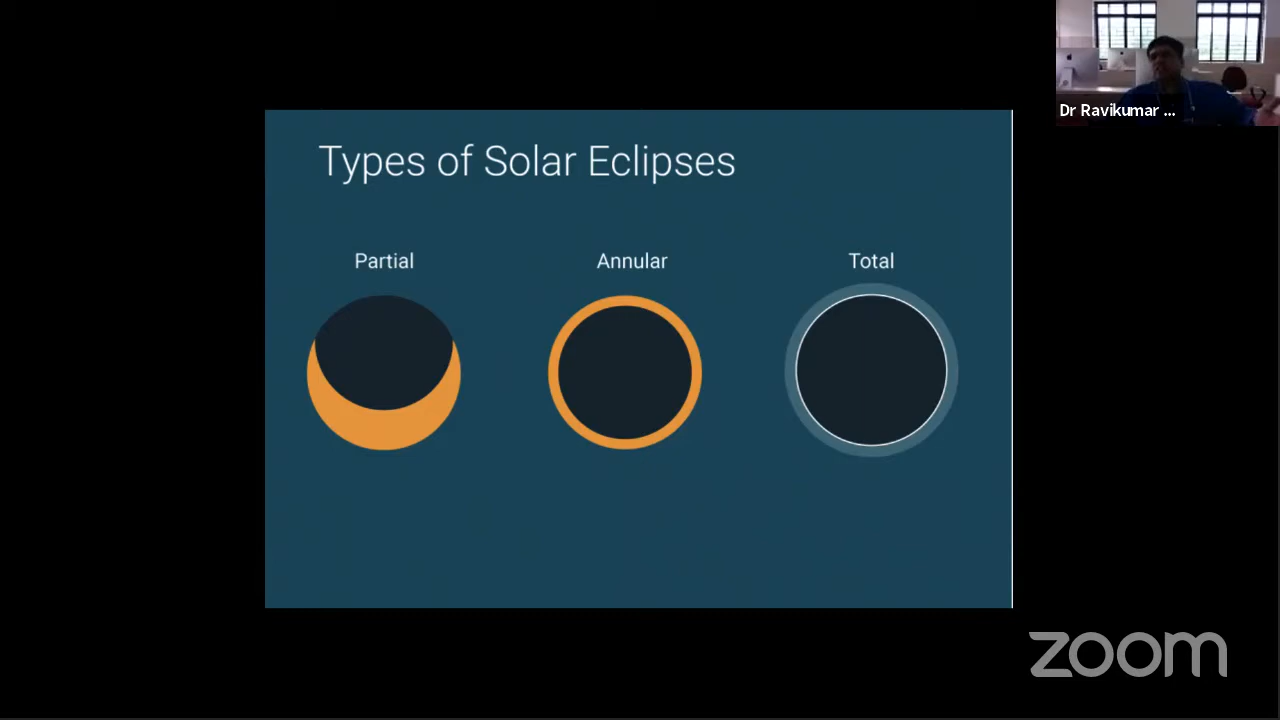 Dr Ravikumar ...
Types of Solar Eclipses
Partial
Annular
Total
zoom